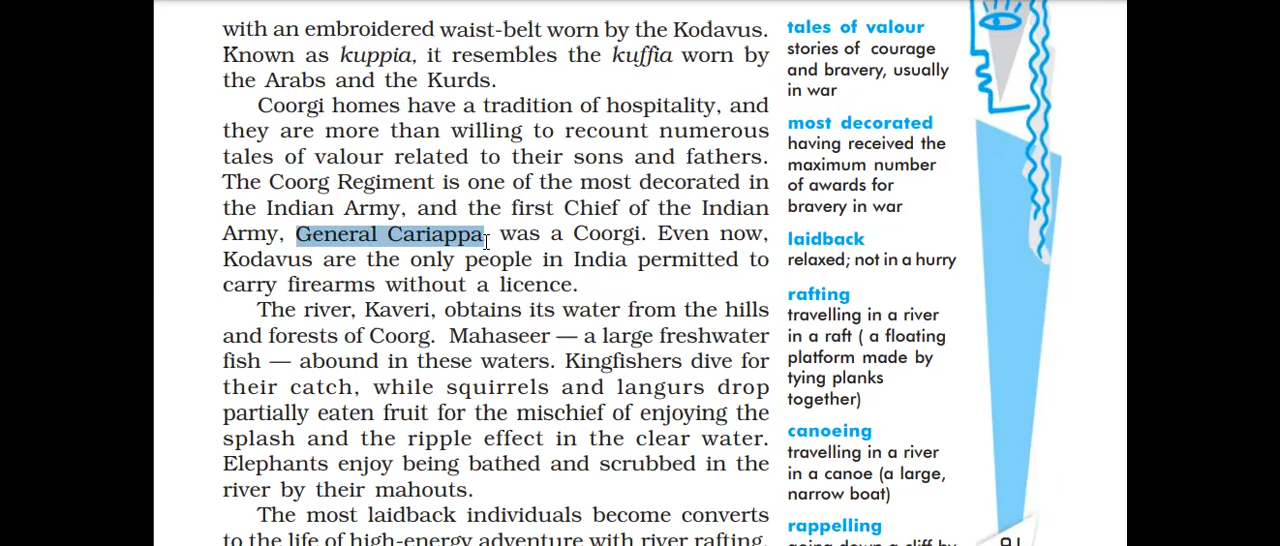 with an embroidered waist-belt worn by the Kodavus.
Known as kuppia, it resembles the kuffia worn by
the Arabs and the Kurds.
Coorgi homes have a tradition of hospitality, and
they are more than willing to recount numerous
tales of valour related to their sons and fathers.
The Coorg Regiment is one of the most decorated in
the Indian Army, and the first Chief of the Indian
Army, General Cariappa, was a Coorgi. Even now,
Kodavus are the only people in India permitted to
carry firearms without a licence.
The river, Kaveri, obtains its water from the hills
and forests of Coorg. Mahaseer — a large freshwater
fish — abound in these waters. Kingfishers dive for
their catch, while squirrels and langurs drop
partially eaten fruit for the mischief of enjoying the
splash and the ripple effect in the clear water.
Elephants enjoy being bathed and scrubbed in the
river by their mahouts.
The most laidback individuals become converts
to the life of high-energy adventure with river rafting,
tales of valour
stories of courage
and bravery, usually
in war
most decorated
having received the
maximum number
of awards for
bravery in war
laidback
relaxed; not in a hurry
rafting
travelling in a river
in a raft ( a floating
platform made by
tying planks
together)
canoeing
travelling in a river
in a canoe (a large,
narrow boat)
rappelling
going down a cliff by